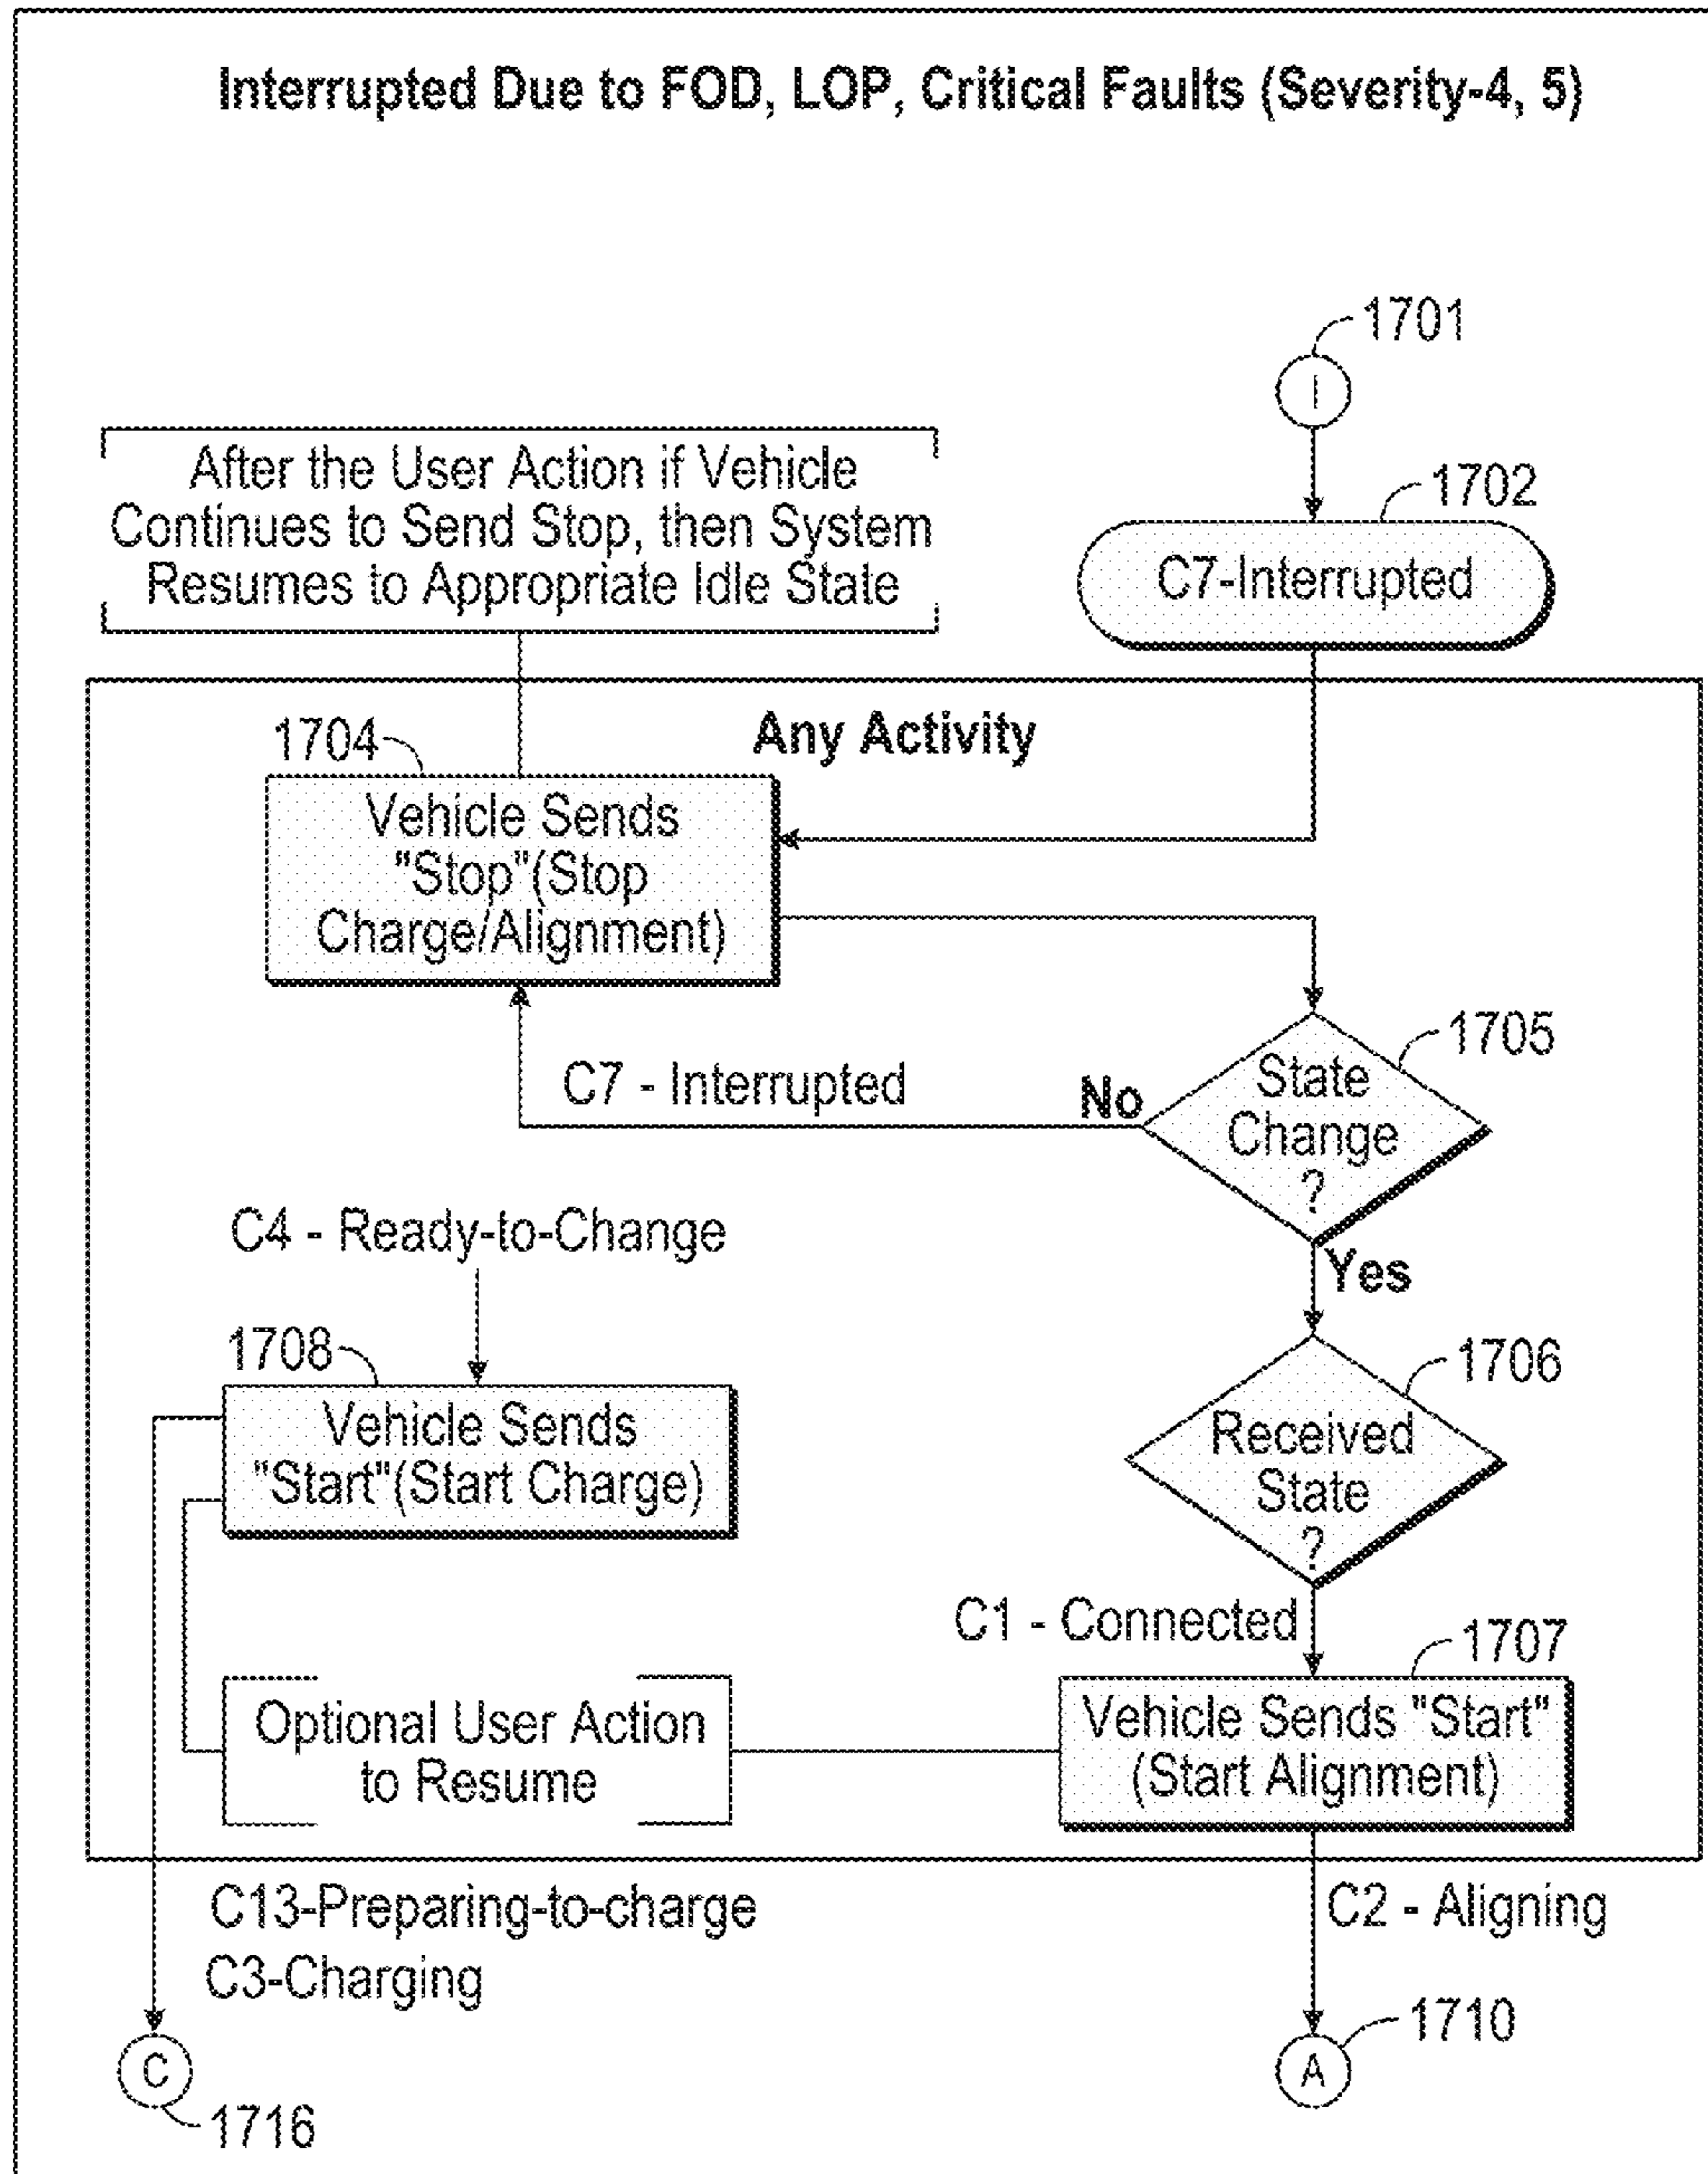 Interrupted Due to FOD, LOP, Critical Faults (Severity-4, 5)
1701
I
After the User Action if Vehicle
Continues to Send Stop, then System
Resumes to Appropriate Idle State
1702
C7-Interrupted
Any Activity
1704
Vehicle Sends
"Stop"(Stop
Charge/Alignment)
1705
State
Change
?
No
C7 - Interrupted
Yes
C4 - Ready-to-Change
1708
Vehicle Sends
"Start"(Start Charge)
1706
Received
State
?
C1 - Connected
1707
Vehicle Sends "Start"
(Start Alignment)
Optional User Action
to Resume
C13-Preparing-to-charge
C3-Charging
C2 - Aligning
C
1716
1710
A